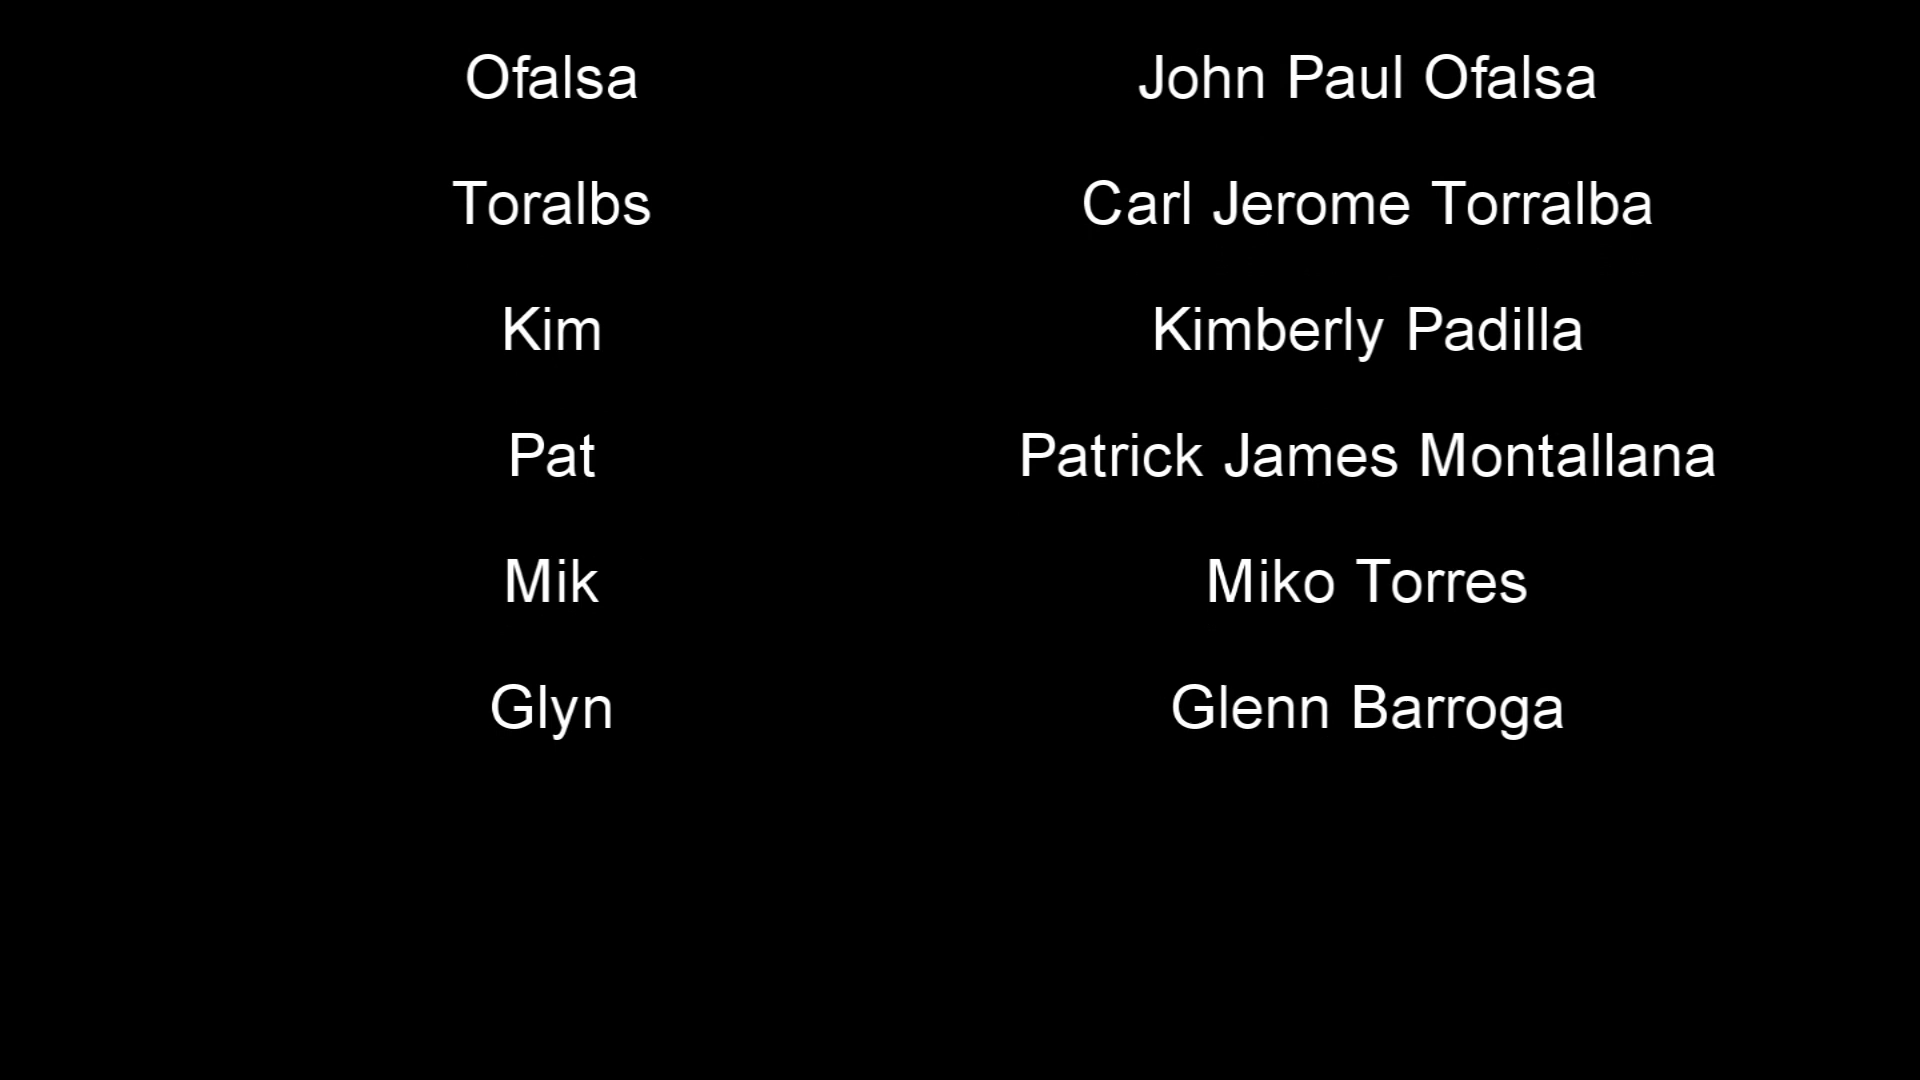 Ofalsa John Paul Ofalsa
Toralbs Carl Jerome Torralba
Kim Kimberly Padilla
Pat Patrick James Montallana
Mik Miko Torres
Glyn Glenn Barroga